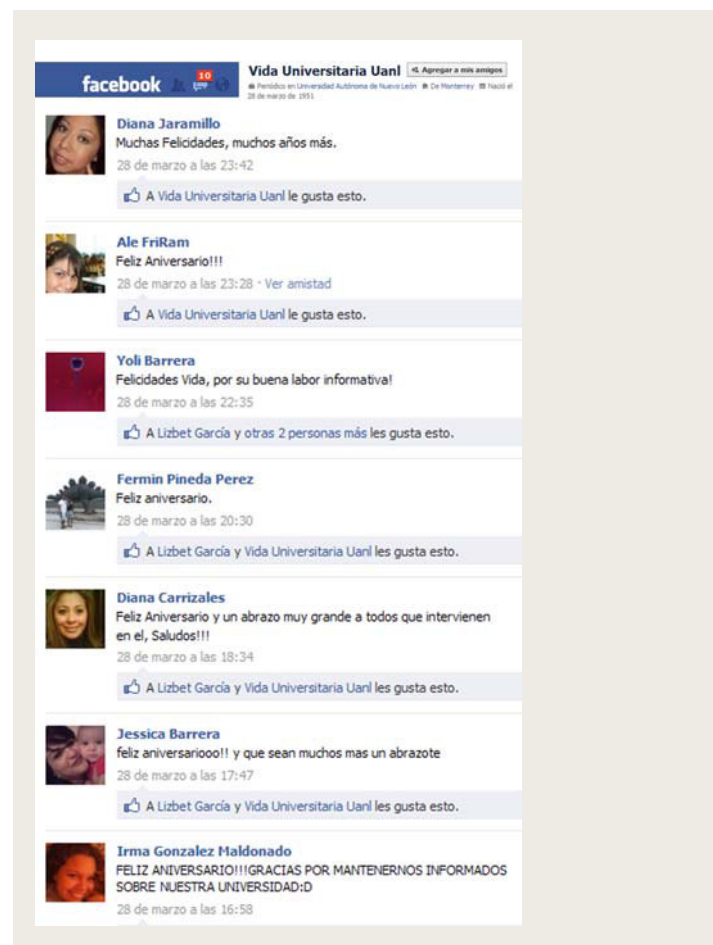 facebook
10
Vida Universitaria Uanl
Agregar a mis amigos
Periódico en Universidad Autónoma de Nuevo León De Monterrey Nació el
28 de marzo de 1951
Diana Jaramillo
Muchas Felicidades, muchos años más.
28 de marzo a las 23:42
A Vida Universitaria Uanl le gusta esto.
Ale FriRam
Feliz Aniversario!!!
28 de marzo a las 23:28 · Ver amistad
A Vida Universitaria Uanl le gusta esto.
Yoli Barrera
Felicidades Vida, por su buena labor informativa!
28 de marzo a las 22:35
A Lizbet García y otras 2 personas más les gusta esto.
Fermin Pineda Perez
Feliz aniversario.
28 de marzo a las 20:30
A Lizbet García y Vida Universitaria Uanl les gusta esto.
Diana Carrizales
Feliz Aniversario y un abrazo muy grande a todos que intervienen
en el, Saludos!!!
28 de marzo a las 18:34
A Lizbet García y Vida Universitaria Uanl les gusta esto.
Jessica Barrera
feliz aniversariooo!! y que sean muchos mas un abrazote
28 de marzo a las 17:47
A Lizbet García y Vida Universitaria Uanl les gusta esto.
Irma Gonzalez Maldonado
FELIZ ANIVERSARIO!!!GRACIAS POR MANTENERNOS INFORMADOS
SOBRE NUESTRA UNIVERSIDAD:D
28 de marzo a las 16:58